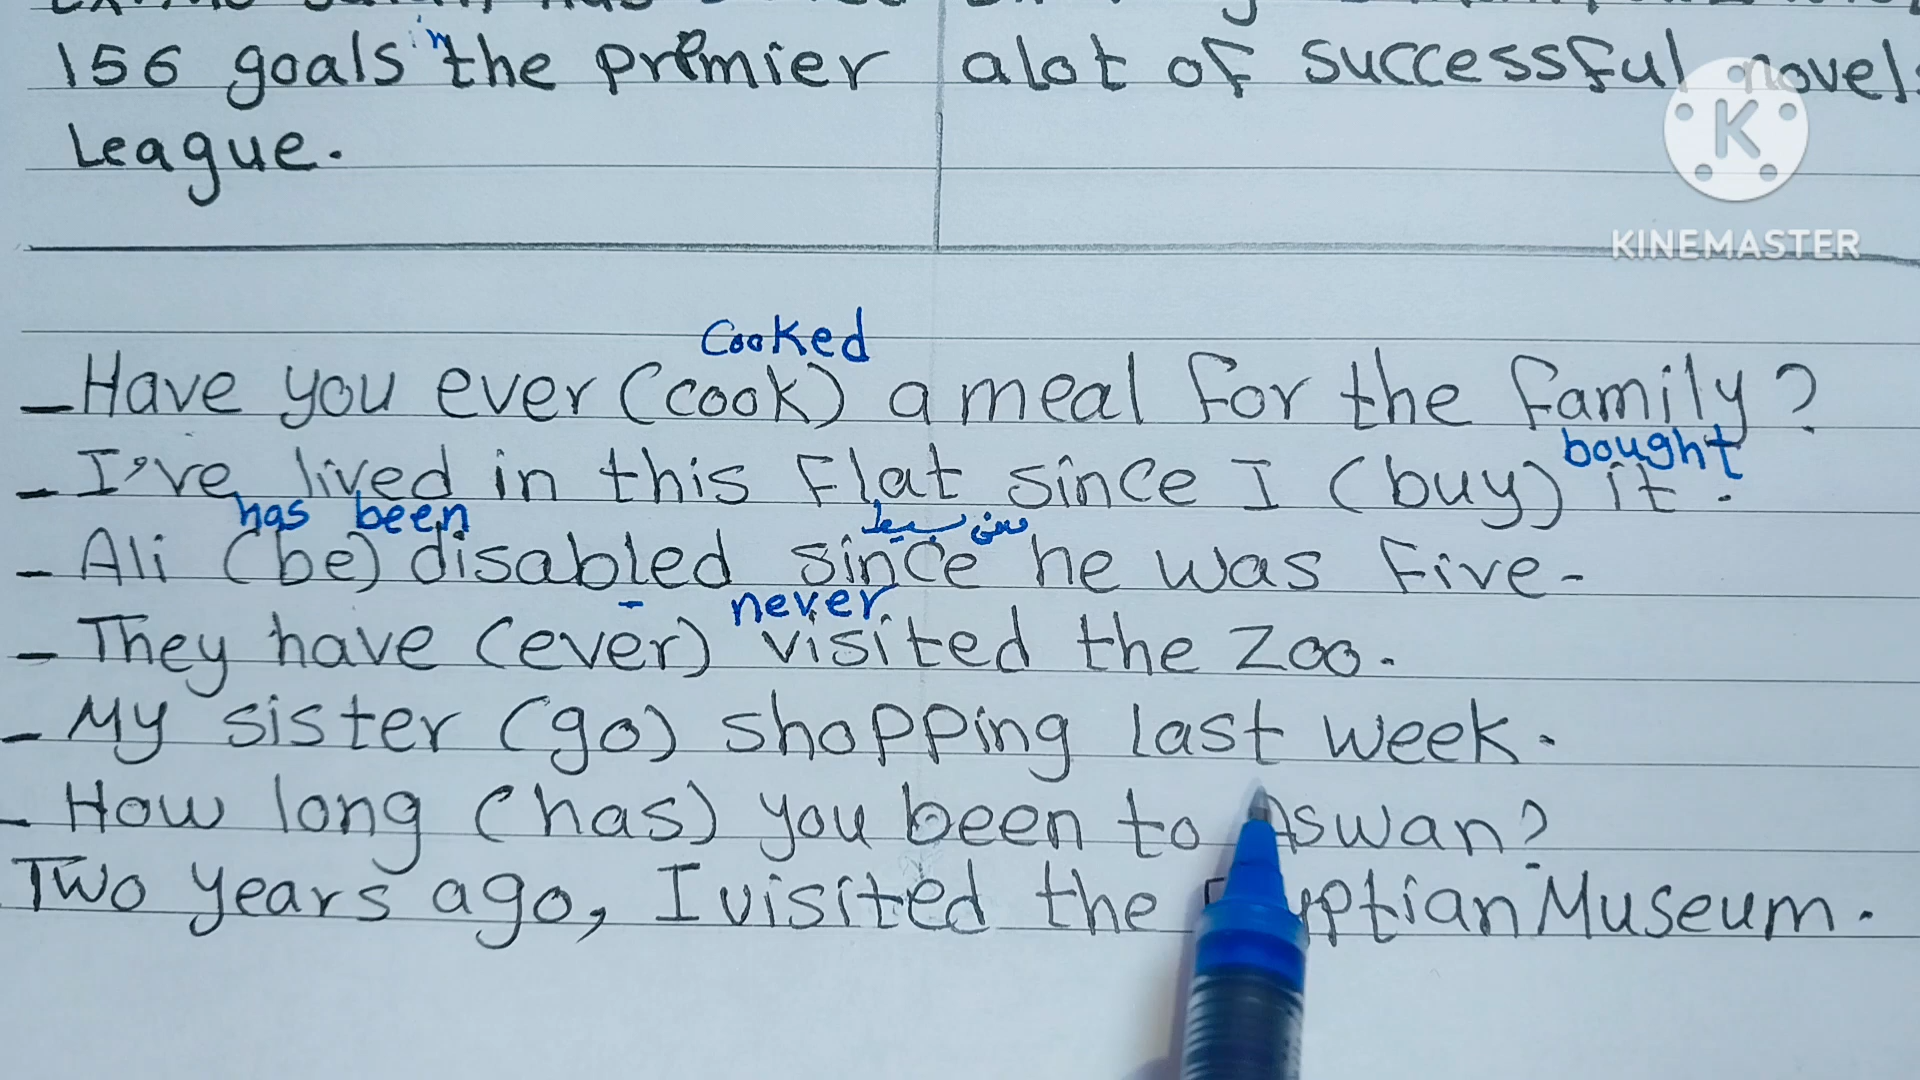 156 goals in the premier
League.
alot of successful novels
KINEMASTER
cooked
- Have you ever (cook) a meal for the family?
bought
- I've lived in this flat since I (buy) it.
has been
- Ali (be) disabled since he was five-
never
- They have (ever) visited the zoo.
- My sister (go) shopping last week.
- How long (has) you been to Aswan?
Two years ago, I visited the Egyptian Museum.